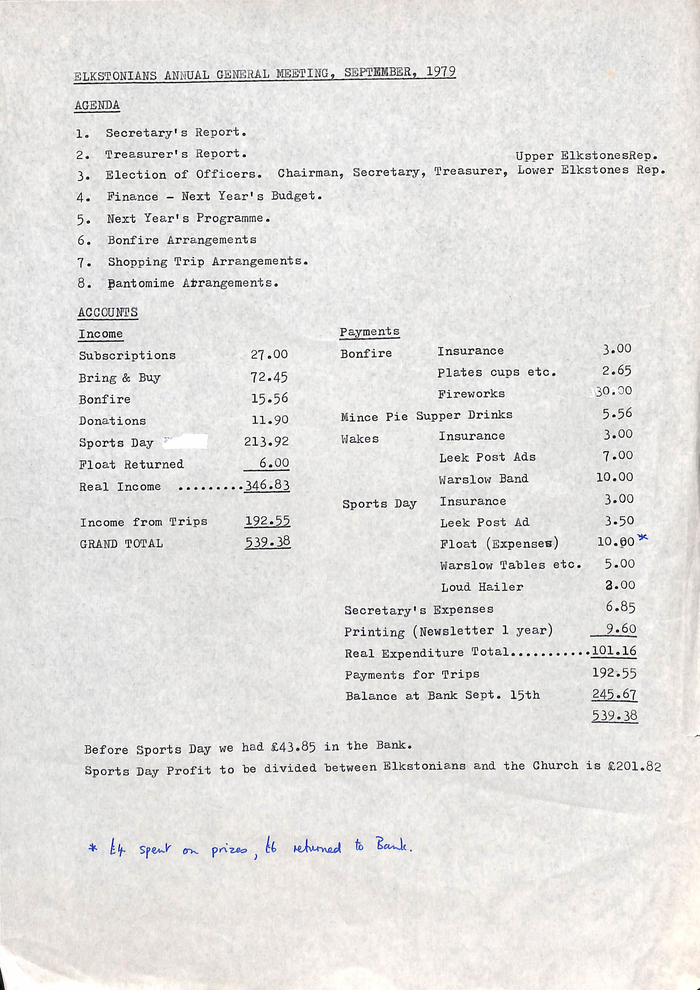 ELKSTONIANS ANNUAL GENERAL MEETING, SEPTEMBER, 1979
AGENDA
1. Secretary's Report.
2. Treasurer's Report.
Upper ElkstonesRep.
3. Election of Officers. Chairman, Secretary, Treasurer, Lower Elkstones Rep.
4. Finance - Next Year's Budget.
5. Next Year's Programme.
6. Bonfire Arrangements
7. Shopping Trip Arrangements.
8. Pantomime Arrangements.
ACCOUNTS
Income
Subscriptions 27.00
Bring & Buy 72.45
Bonfire 15.56
Donations 11.90
Sports Day 213.92
Float Returned 6.00
Real Income .........346.83
Income from Trips 192.55
GRAND TOTAL 539.38
Payments
Bonfire Insurance 3.00
Plates cups etc. 2.65
Fireworks 30.00
Mince Pie Supper Drinks 5.56
Wakes Insurance 3.00
Leek Post Ads 7.00
Warslow Band 10.00
Sports Day Insurance 3.00
Leek Post Ad 3.50
Float (Expenses) 10.00 *
Warslow Tables etc. 5.00
Loud Hailer 2.00
Secretary's Expenses 6.85
Printing (Newsletter 1 year) 9.60
Real Expenditure Total...........101.16
Payments for Trips 192.55
Balance at Bank Sept. 15th 245.67
539.38
Before Sports Day we had £43.85 in the Bank.
Sports Day Profit to be divided between Elkstonians and the Church is £201.82
* £4 spent on prizes, £6 returned to Bank.